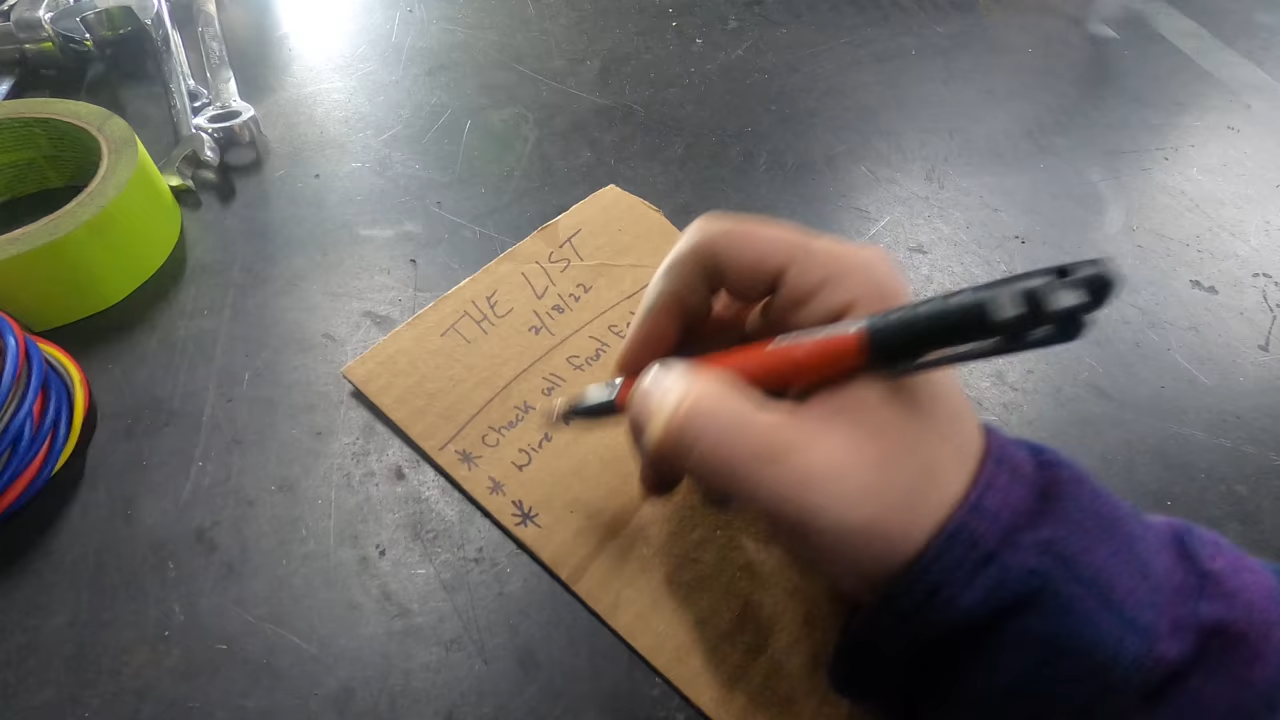 THE LIST
2/18/22
* Check all front
* Wire
*